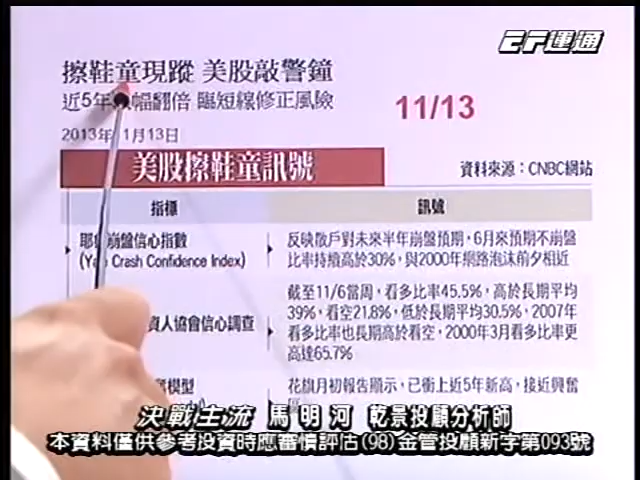 ET運通
擦鞋童現蹤 美股敲警鐘
近5年 幅翻倍 臨短線修正風險
11/13
2013年 1月13日
美股擦鞋童訊號
資料來源：CNBC網站
指標
訊號
耶 崩盤信心指數
(Ya Crash Confidence Index)
反映散戶對未來半年崩盤預期，6月來預期不崩盤
比率持續高於30%，與2000年網路泡沫前夕相近
資人協會信心調查
截至11/6當周，看多比率45.5%，高於長期平均
39%，看空21.8%，低於長期平均30.5%，2007年
看多比率也長期高於看空，2000年3月看多比率更
高達65.7%
模型
花旗月初報告顯示，已衝上近5年新高，接近興奮
決戰主流 馬明河 乾景投顧分析師
本資料僅供參考投資時應審慎評估(98)金管投顧新字第093號